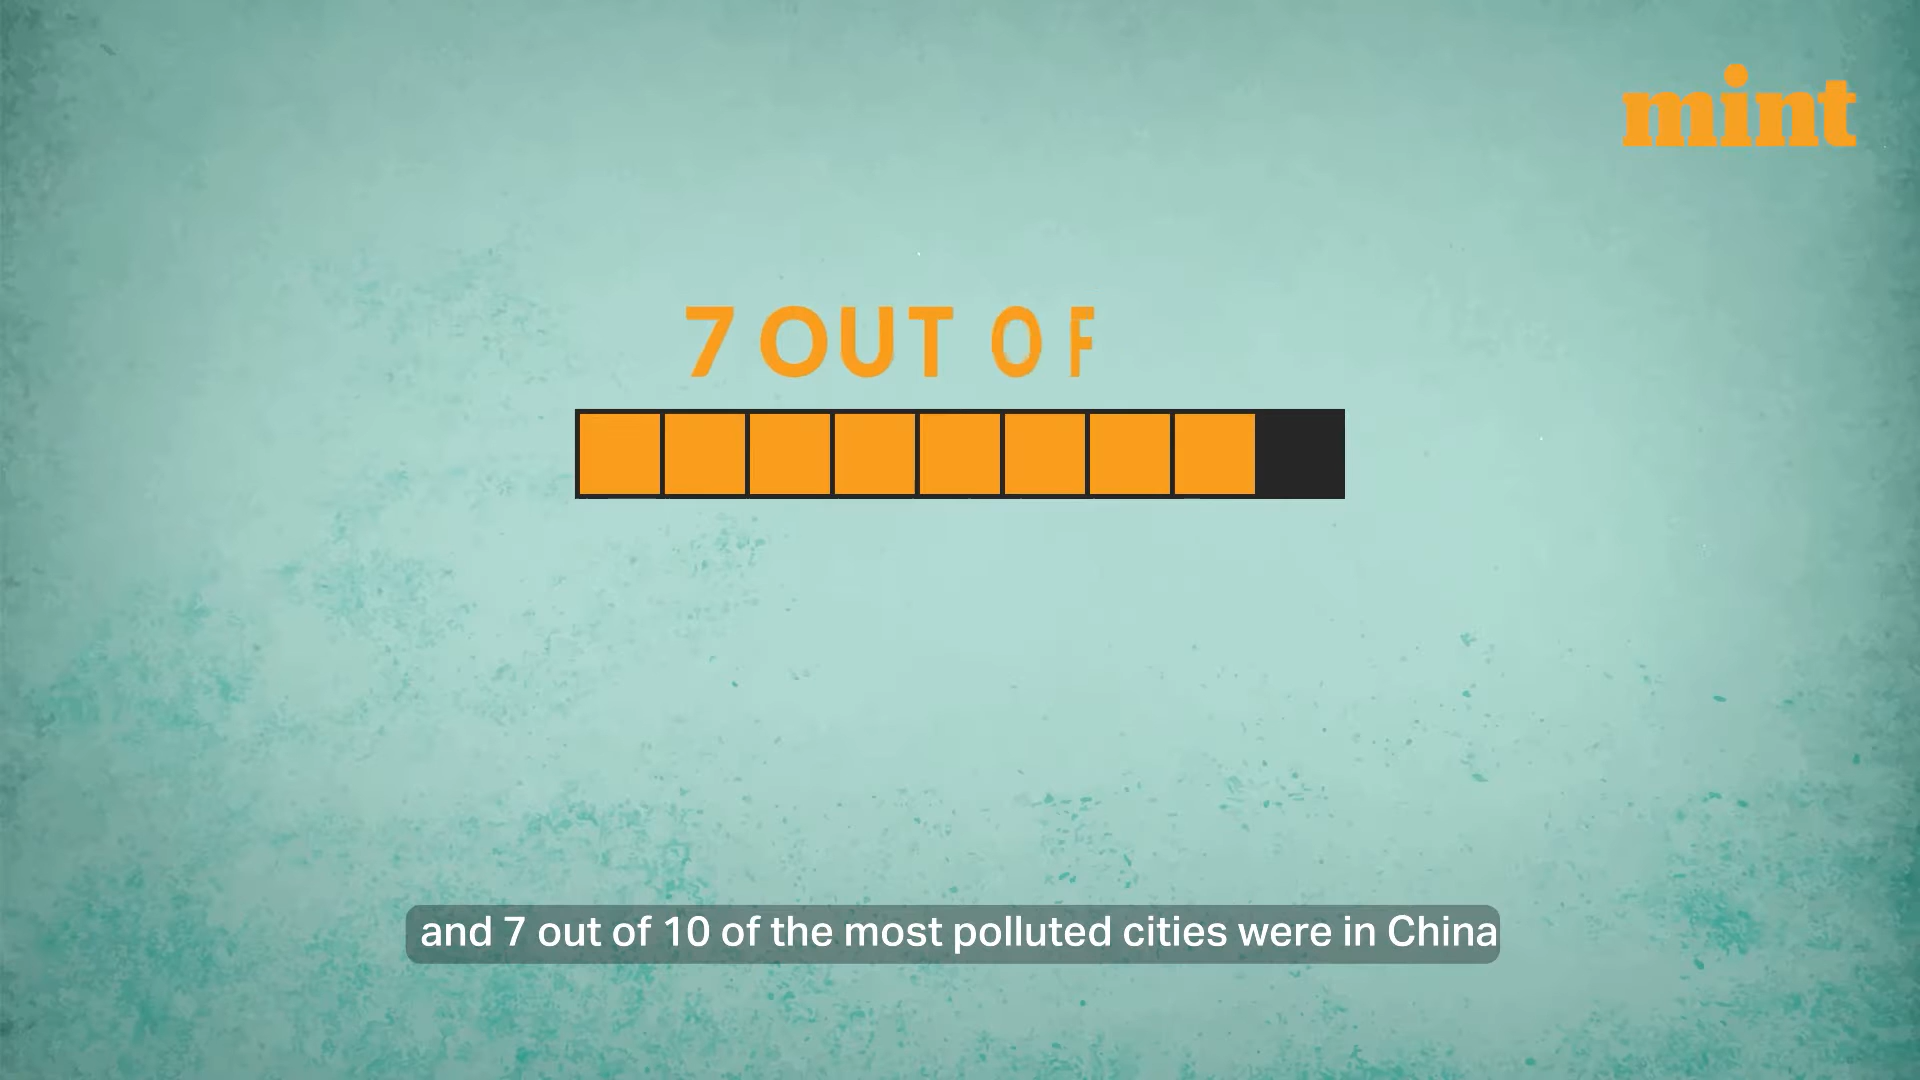 mint
7 OUT OF
and 7 out of 10 of the most polluted cities were in China